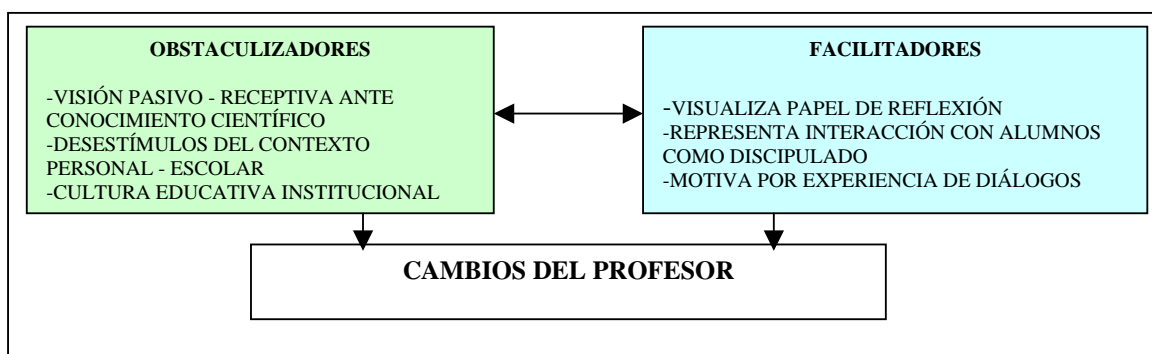 OBSTACULIZADORES
-VISIÓN PASIVO - RECEPTIVA ANTE
CONOCIMIENTO CIENTÍFICO
-DESESTÍMULOS DEL CONTEXTO
PERSONAL - ESCOLAR
-CULTURA EDUCATIVA INSTITUCIONAL
FACILITADORES
-VISUALIZA PAPEL DE REFLEXIÓN
-REPRESENTA INTERACCIÓN CON ALUMNOS
COMO DISCIPULADO
-MOTIVA POR EXPERIENCIA DE DIÁLOGOS
CAMBIOS DEL PROFESOR